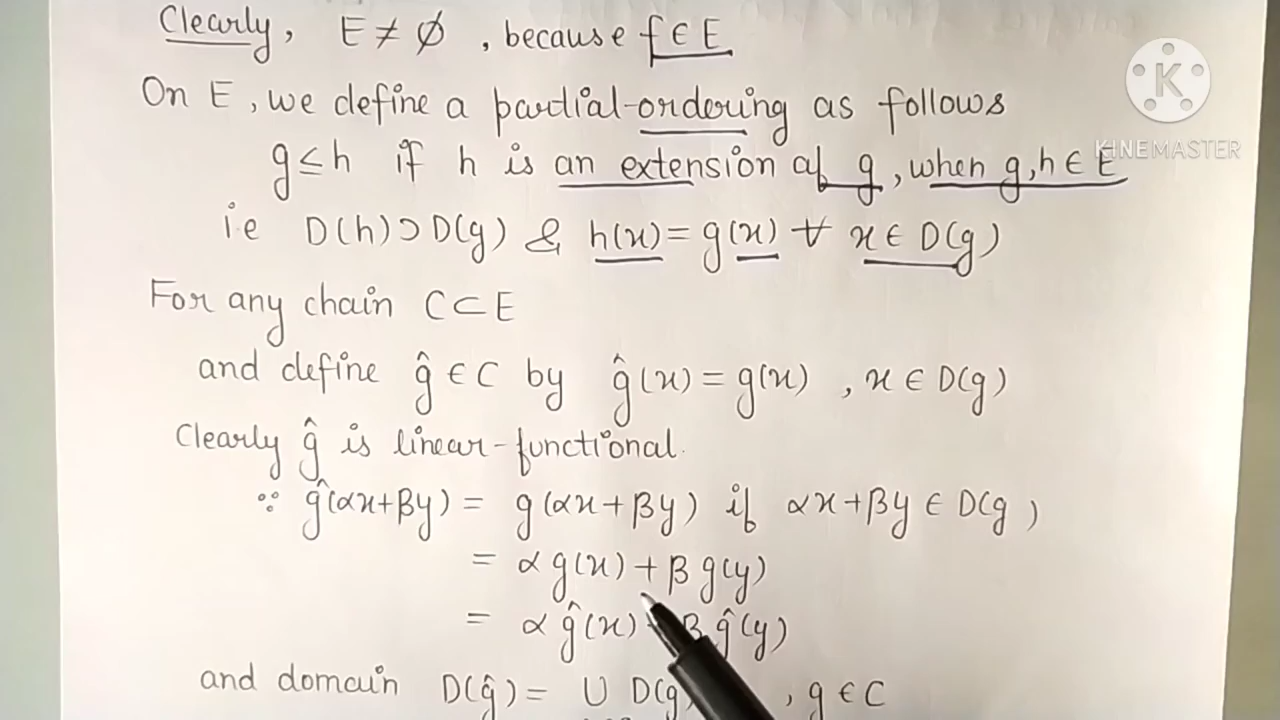 Clearly, E ≠ ∅, because f ∈ E
On E, we define a partial-ordering as follows
K
KINEMASTER
g ≤ h if h is an extension of g, when g, h ∈ E
i.e D(h) ⊃ D(g) & h(x) = g(x) ∀ x ∈ D(g)
For any chain C ⊂ E
and define ĝ ∈ C by ĝ(x) = g(x), x ∈ D(g)
Clearly ĝ is linear-functional.
∵ ĝ(αx+βy) = g(αx+βy) if αx+βy ∈ D(g)
= α g(x) + β g(y)
= α ĝ(x) + β ĝ(y)
and domain D(ĝ) = ∪ D(g) , g ∈ C